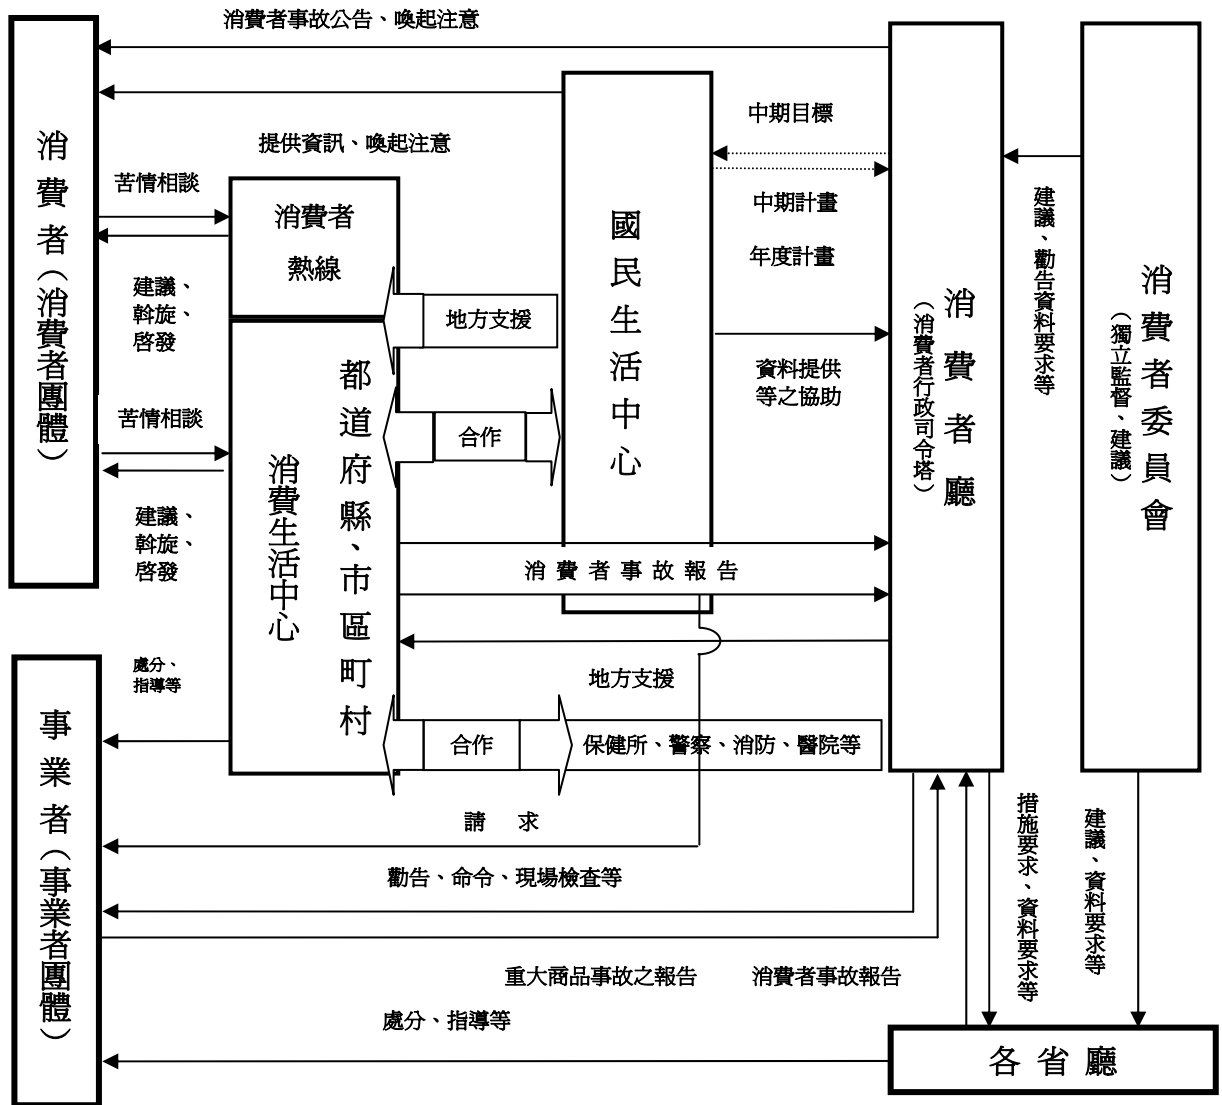 消費者事故公告、喚起注意
消費者（消費者團體）
提供資訊、喚起注意
苦情相談
消費者
熱線
建議、
斡旋、
啓發
地方支援
苦情相談
合作
建議、
斡旋、
啓發
都道府縣、市區町村
消費生活中心
國民生活中心
中期目標
中期計畫
年度計畫
資料提供
等之協助
消費者廳
（消費者行政司令塔）
建議、勸告資料要求等
消費者委員會
（獨立監督、建議）
消費者事故報告
地方支援
處分、
指導等
合作
保健所、警察、消防、醫院等
事業者（事業者團體）
請 求
勸告、命令、現場檢查等
重大商品事故之報告
消費者事故報告
措施要求、資料要求等
建議、資料要求等
處分、指導等
各省廳